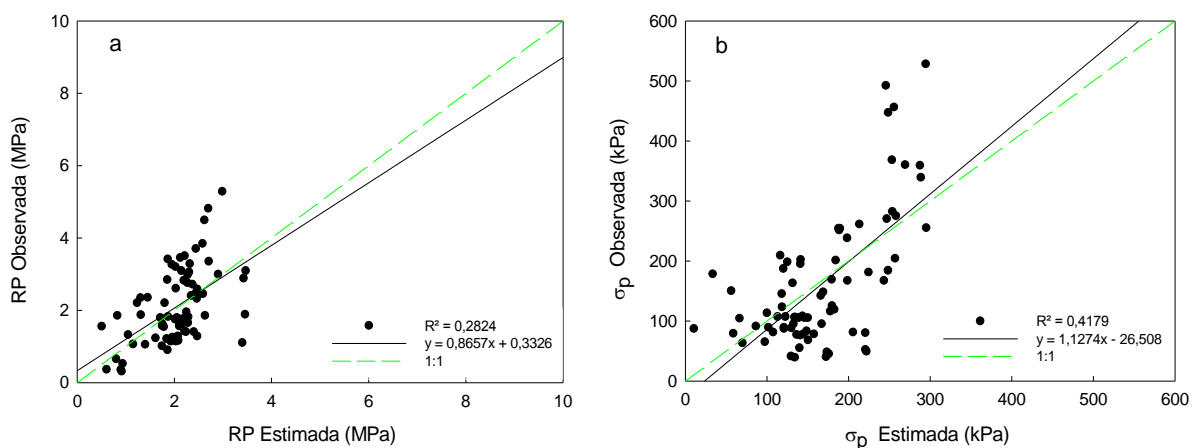 a
RP Observada (MPa)
10
8
6
4
2
0
0 2 4 6 8 10
RP Estimada (MPa)
R² = 0,2824
y = 0,8657x + 0,3326
1:1
b
σp Observada (kPa)
600
500
400
300
200
100
0
0 100 200 300 400 500 600
σp Estimada (kPa)
R² = 0,4179
y = 1,1274x - 26,508
1:1